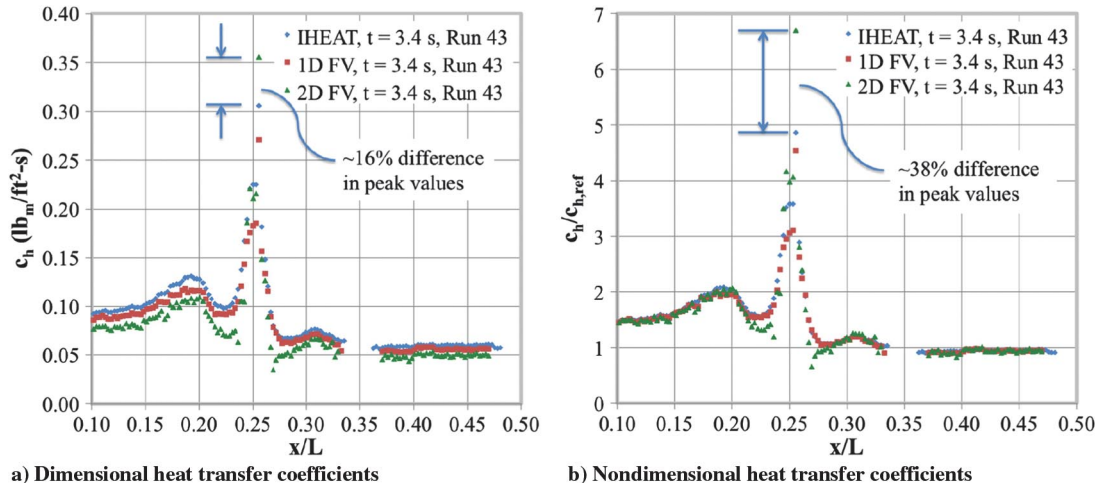 0.40
0.35
0.30
0.25
0.20
0.15
0.10
0.05
0.00
c_h (lb_m/ft²-s)
IHEAT, t = 3.4 s, Run 43
1D FV, t = 3.4 s, Run 43
2D FV, t = 3.4 s, Run 43
~16% difference
in peak values
0.10 0.15 0.20 0.25 0.30 0.35 0.40 0.45 0.50
x/L
a) Dimensional heat transfer coefficients
7
6
5
4
3
2
1
0
c_h/c_h,ref
IHEAT, t = 3.4 s, Run 43
1D FV, t = 3.4 s, Run 43
2D FV, t = 3.4 s, Run 43
~38% difference
in peak values
0.10 0.15 0.20 0.25 0.30 0.35 0.40 0.45 0.50
x/L
b) Nondimensional heat transfer coefficients